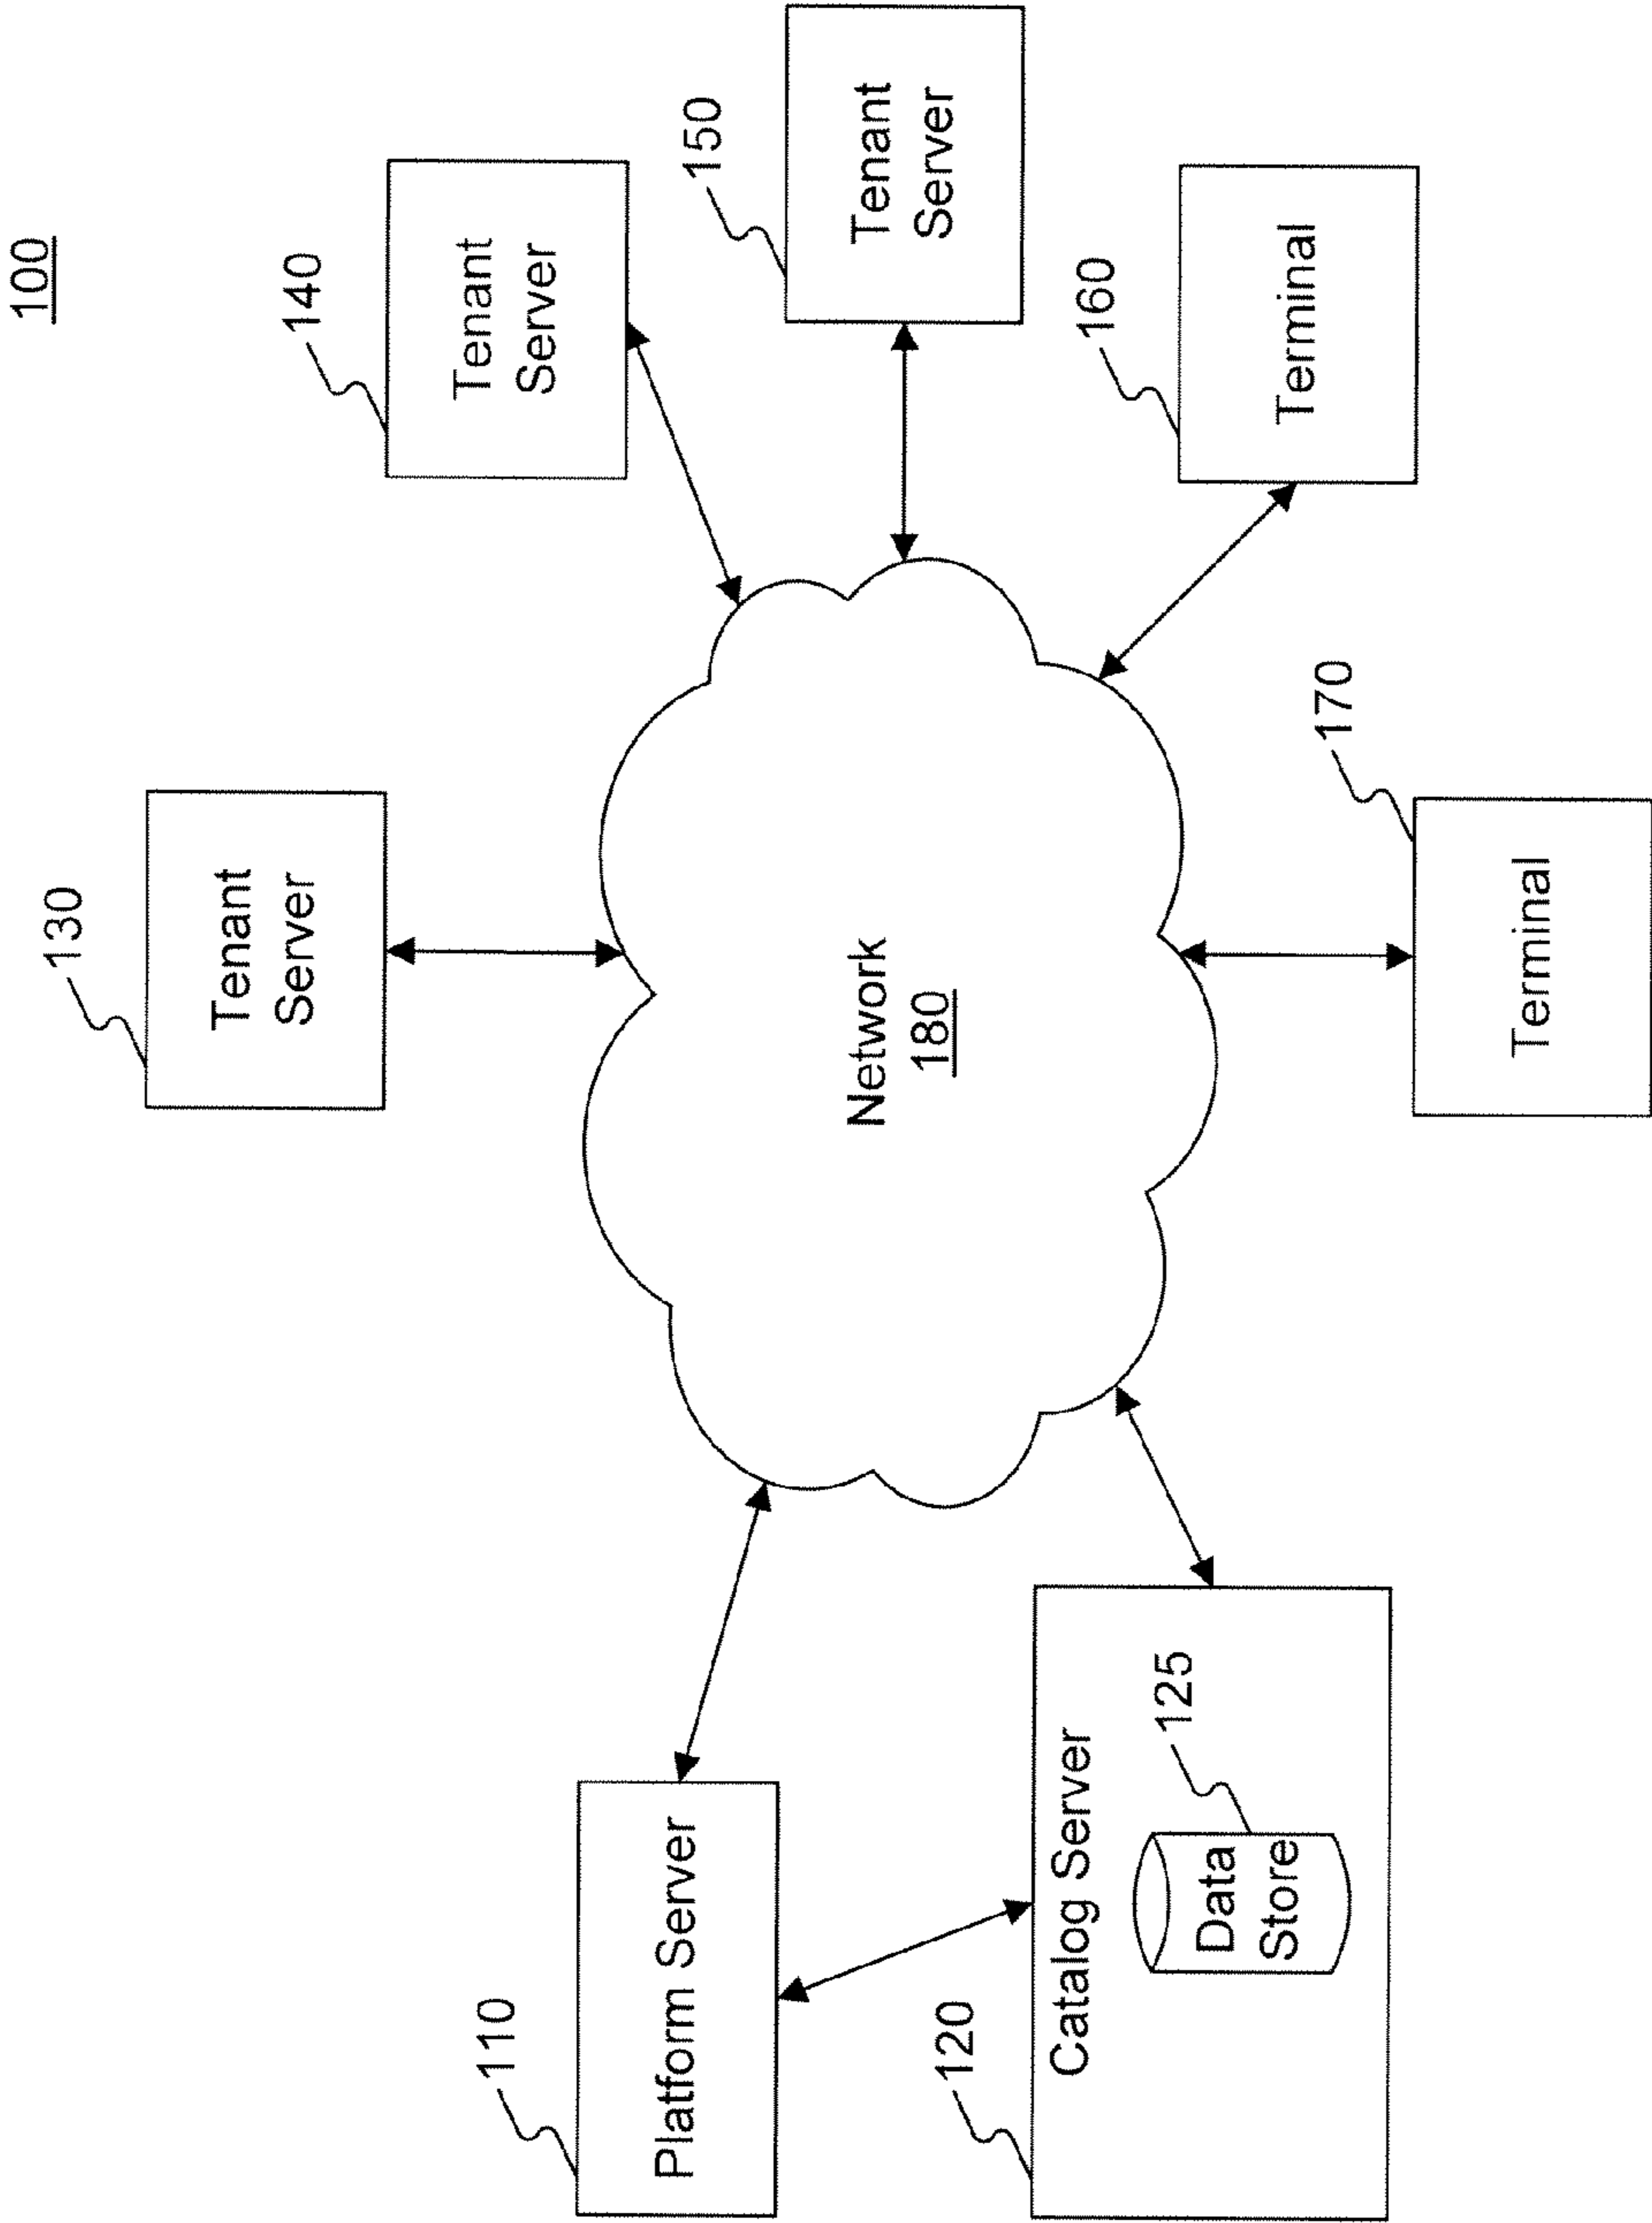 100
130
Tenant
Server
140
Tenant
Server
150
Tenant
Server
110
Platform Server
Network
180
120
Catalog Server
Data
Store
125
160
Terminal
170
Terminal